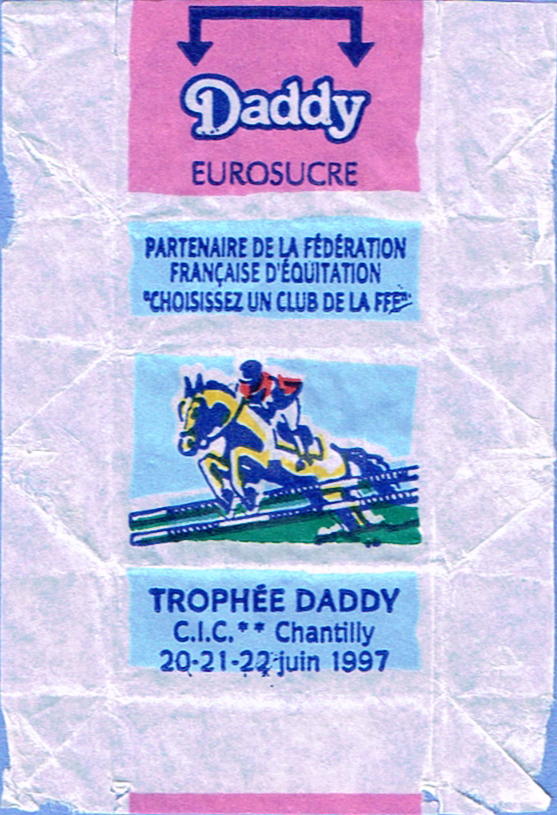 Daddy
EUROSUCRE
PARTENAIRE DE LA FÉDÉRATION
FRANÇAISE D'ÉQUITATION
"CHOISISSEZ UN CLUB DE LA FFE"
TROPHÉE DADDY
C.I.C.** Chantilly
20-21-22 juin 1997